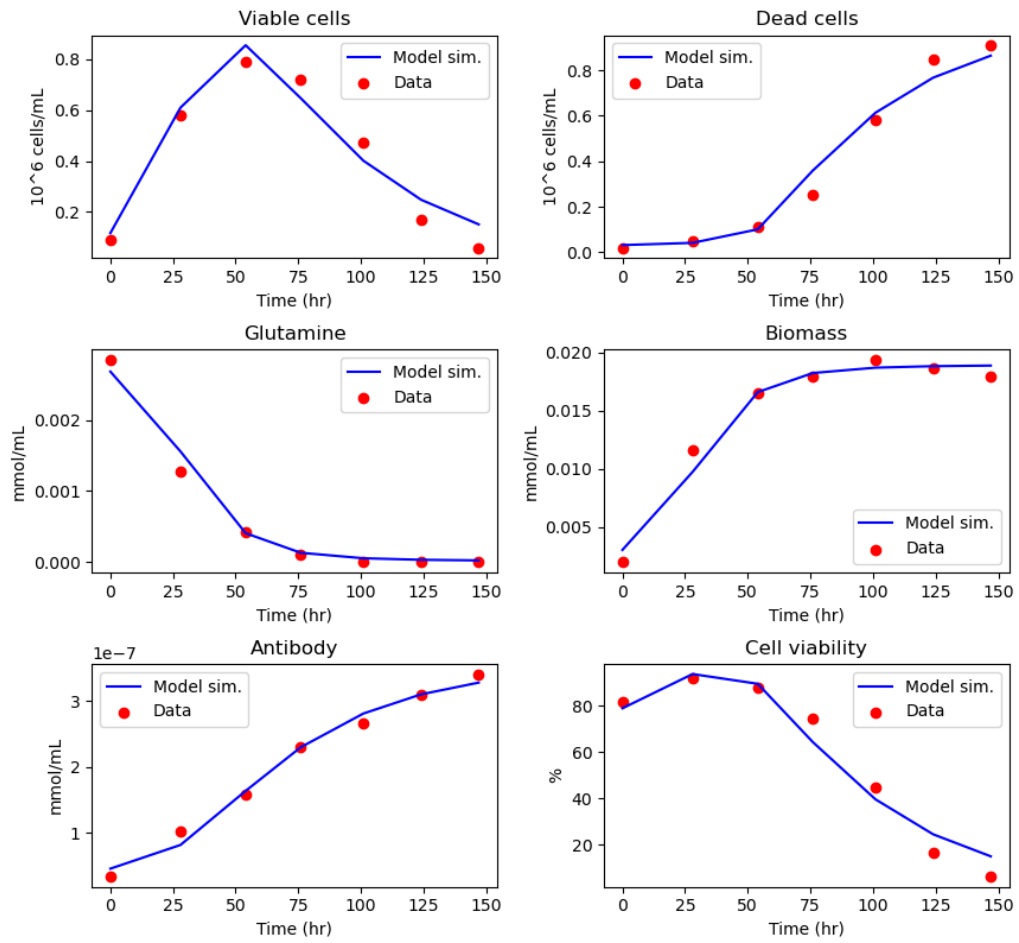 Viable cells
0.8
0.6
0.4
0.2
10^6 cells/mL
0 25 50 75 100 125 150
Time (hr)
Model sim.
Data
Dead cells
0.8
0.6
0.4
0.2
0.0
10^6 cells/mL
0 25 50 75 100 125 150
Time (hr)
Model sim.
Data
Glutamine
0.002
0.001
0.000
mmol/mL
0 25 50 75 100 125 150
Time (hr)
Model sim.
Data
Biomass
0.020
0.015
0.010
0.005
mmol/mL
0 25 50 75 100 125 150
Time (hr)
Model sim.
Data
Antibody
1e−7
3
2
1
mmol/mL
0 25 50 75 100 125 150
Time (hr)
Model sim.
Data
Cell viability
80
60
40
20
%
0 25 50 75 100 125 150
Time (hr)
Model sim.
Data